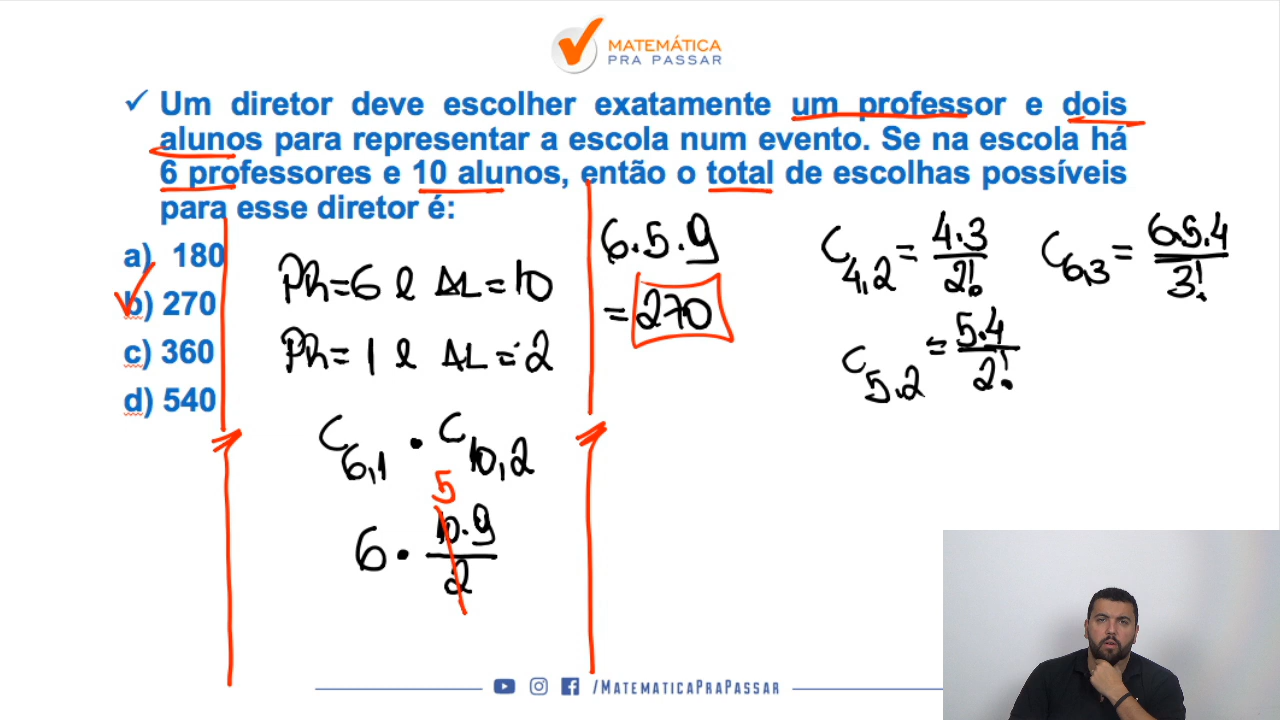 MATEMÁTICA
PRA PASSAR
✓ Um diretor deve escolher exatamente um professor e dois
alunos para representar a escola num evento. Se na escola há
6 professores e 10 alunos, então o total de escolhas possíveis
para esse diretor é:
a) 180
b) 270
c) 360
d) 540
PR=6 e AL=10
PR=1 e AL=2
C6,1 . C10,2
5
6 . 10.9/2
6.5.9
= 270
C4,2 = 4.3/2!
C6,3 = 6.5.4/3!
C5,2 = 5.4/2!
/MATEMATICAPRAPASSAR